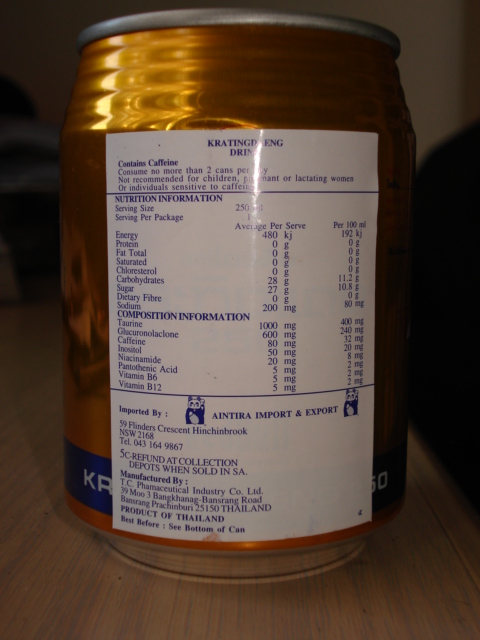 KRATINGDAENG
DRINK
Contains Caffeine
Consume no more than 2 cans per day
Not recommended for children, pregnant or lactating women
Or individuals sensitive to caffeine
NUTRITION INFORMATION
Serving Size 250
Serving Per Package 1
Average Per Serve Per 100 ml
Energy 480 kj 192 kj
Protein 0 g 0 g
Fat Total 0 g 0 g
Saturated 0 g 0 g
Chloresterol 0 g 0 g
Carbohydrates 28 g 11.2 g
Sugar 27 g 10.8 g
Dietary Fibre 0 g 0 g
Sodium 200 mg 80 mg
COMPOSITION INFORMATION
Taurine 1000 mg 400 mg
Glucuronolaclone 600 mg 240 mg
Caffeine 80 mg 32 mg
Inositol 50 mg 20 mg
Niacinamide 20 mg 8 mg
Pantothenic Acid 5 mg 2 mg
Vitamin B6 5 mg 2 mg
Vitamin B12 5 mg 2 mg
Imported By : AINTIRA IMPORT & EXPORT
59 Flinders Crescent Hinchinbrook
NSW 2168
Tel. 043 164 9867
5C-REFUND AT COLLECTION
DEPOTS WHEN SOLD IN SA.
Manufactured By :
T.C. Phamaceutical Industry Co. Ltd.
39 Moo 3 Bangkhanag-Bansrang Road
Bansrang Prachinburi 25150 THAILAND
PRODUCT OF THAILAND
Best Before : See Bottom of Can
KR
50